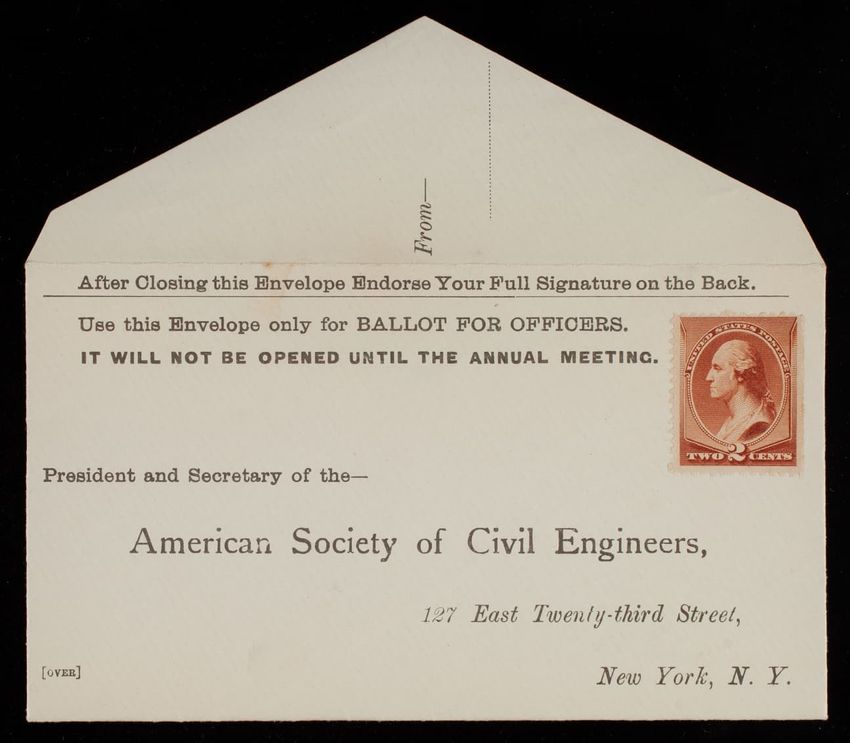 From—
After Closing this Envelope Endorse Your Full Signature on the Back.
Use this Envelope only for BALLOT FOR OFFICERS.
IT WILL NOT BE OPENED UNTIL THE ANNUAL MEETING.
UNITED STATES POSTAGE
TWO 2 CENTS
President and Secretary of the—
American Society of Civil Engineers,
127 East Twenty-third Street,
[OVER]
New York, N. Y.